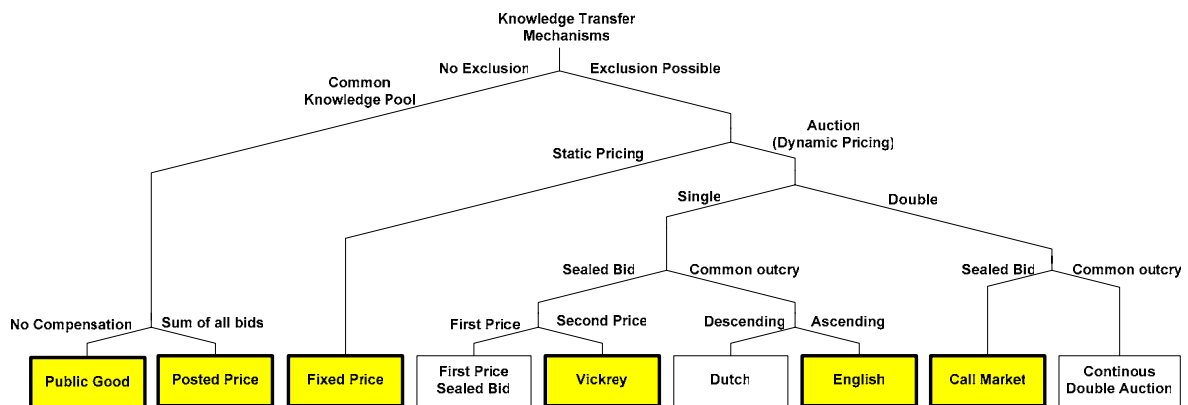 Knowledge Transfer
Mechanisms
No Exclusion
Exclusion Possible
Common
Knowledge Pool
Auction
(Dynamic Pricing)
Static Pricing
Single
Double
Sealed Bid
Common outcry
Sealed Bid
Common outcry
No Compensation
Sum of all bids
First Price
Second Price
Descending
Ascending
Public Good
Posted Price
Fixed Price
First Price
Sealed Bid
Vickrey
Dutch
English
Call Market
Continous
Double Auction